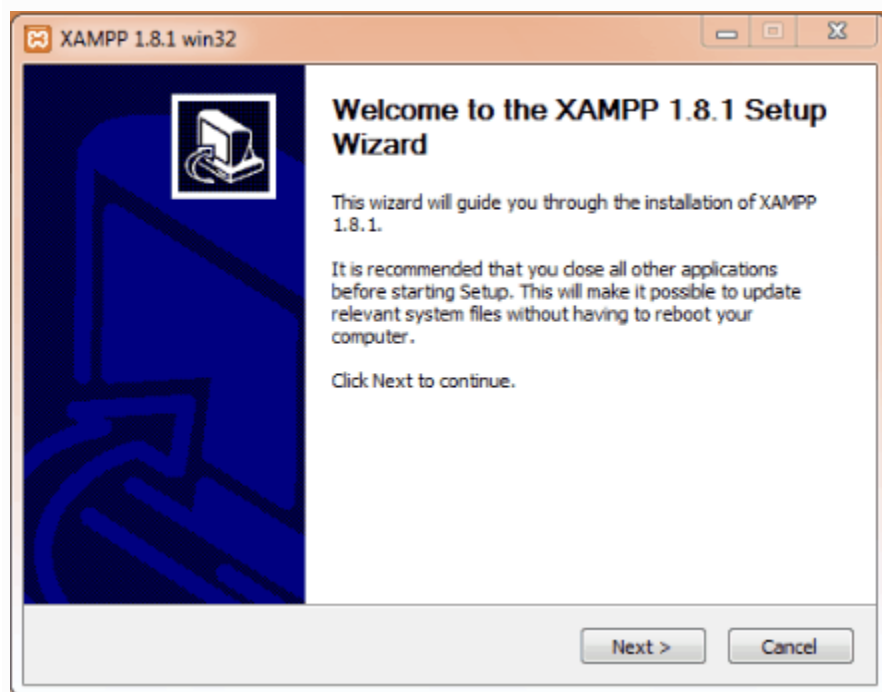 XAMPP 1.8.1 win32
Welcome to the XAMPP 1.8.1 Setup
Wizard
This wizard will guide you through the installation of XAMPP
1.8.1.
It is recommended that you close all other applications
before starting Setup. This will make it possible to update
relevant system files without having to reboot your
computer.
Click Next to continue.
Next >
Cancel